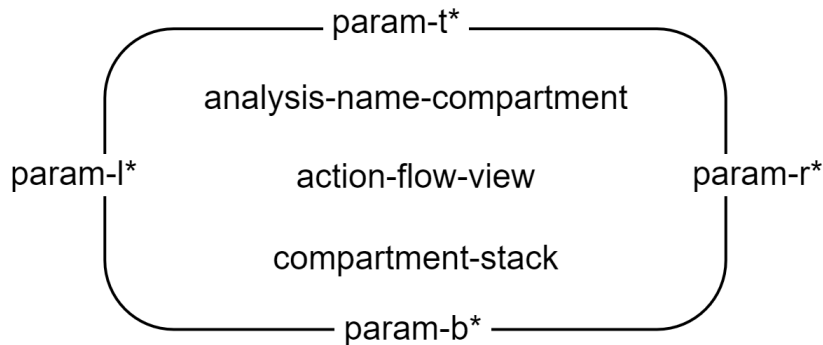 param-t*
analysis-name-compartment
param-l*
action-flow-view
param-r*
compartment-stack
param-b*